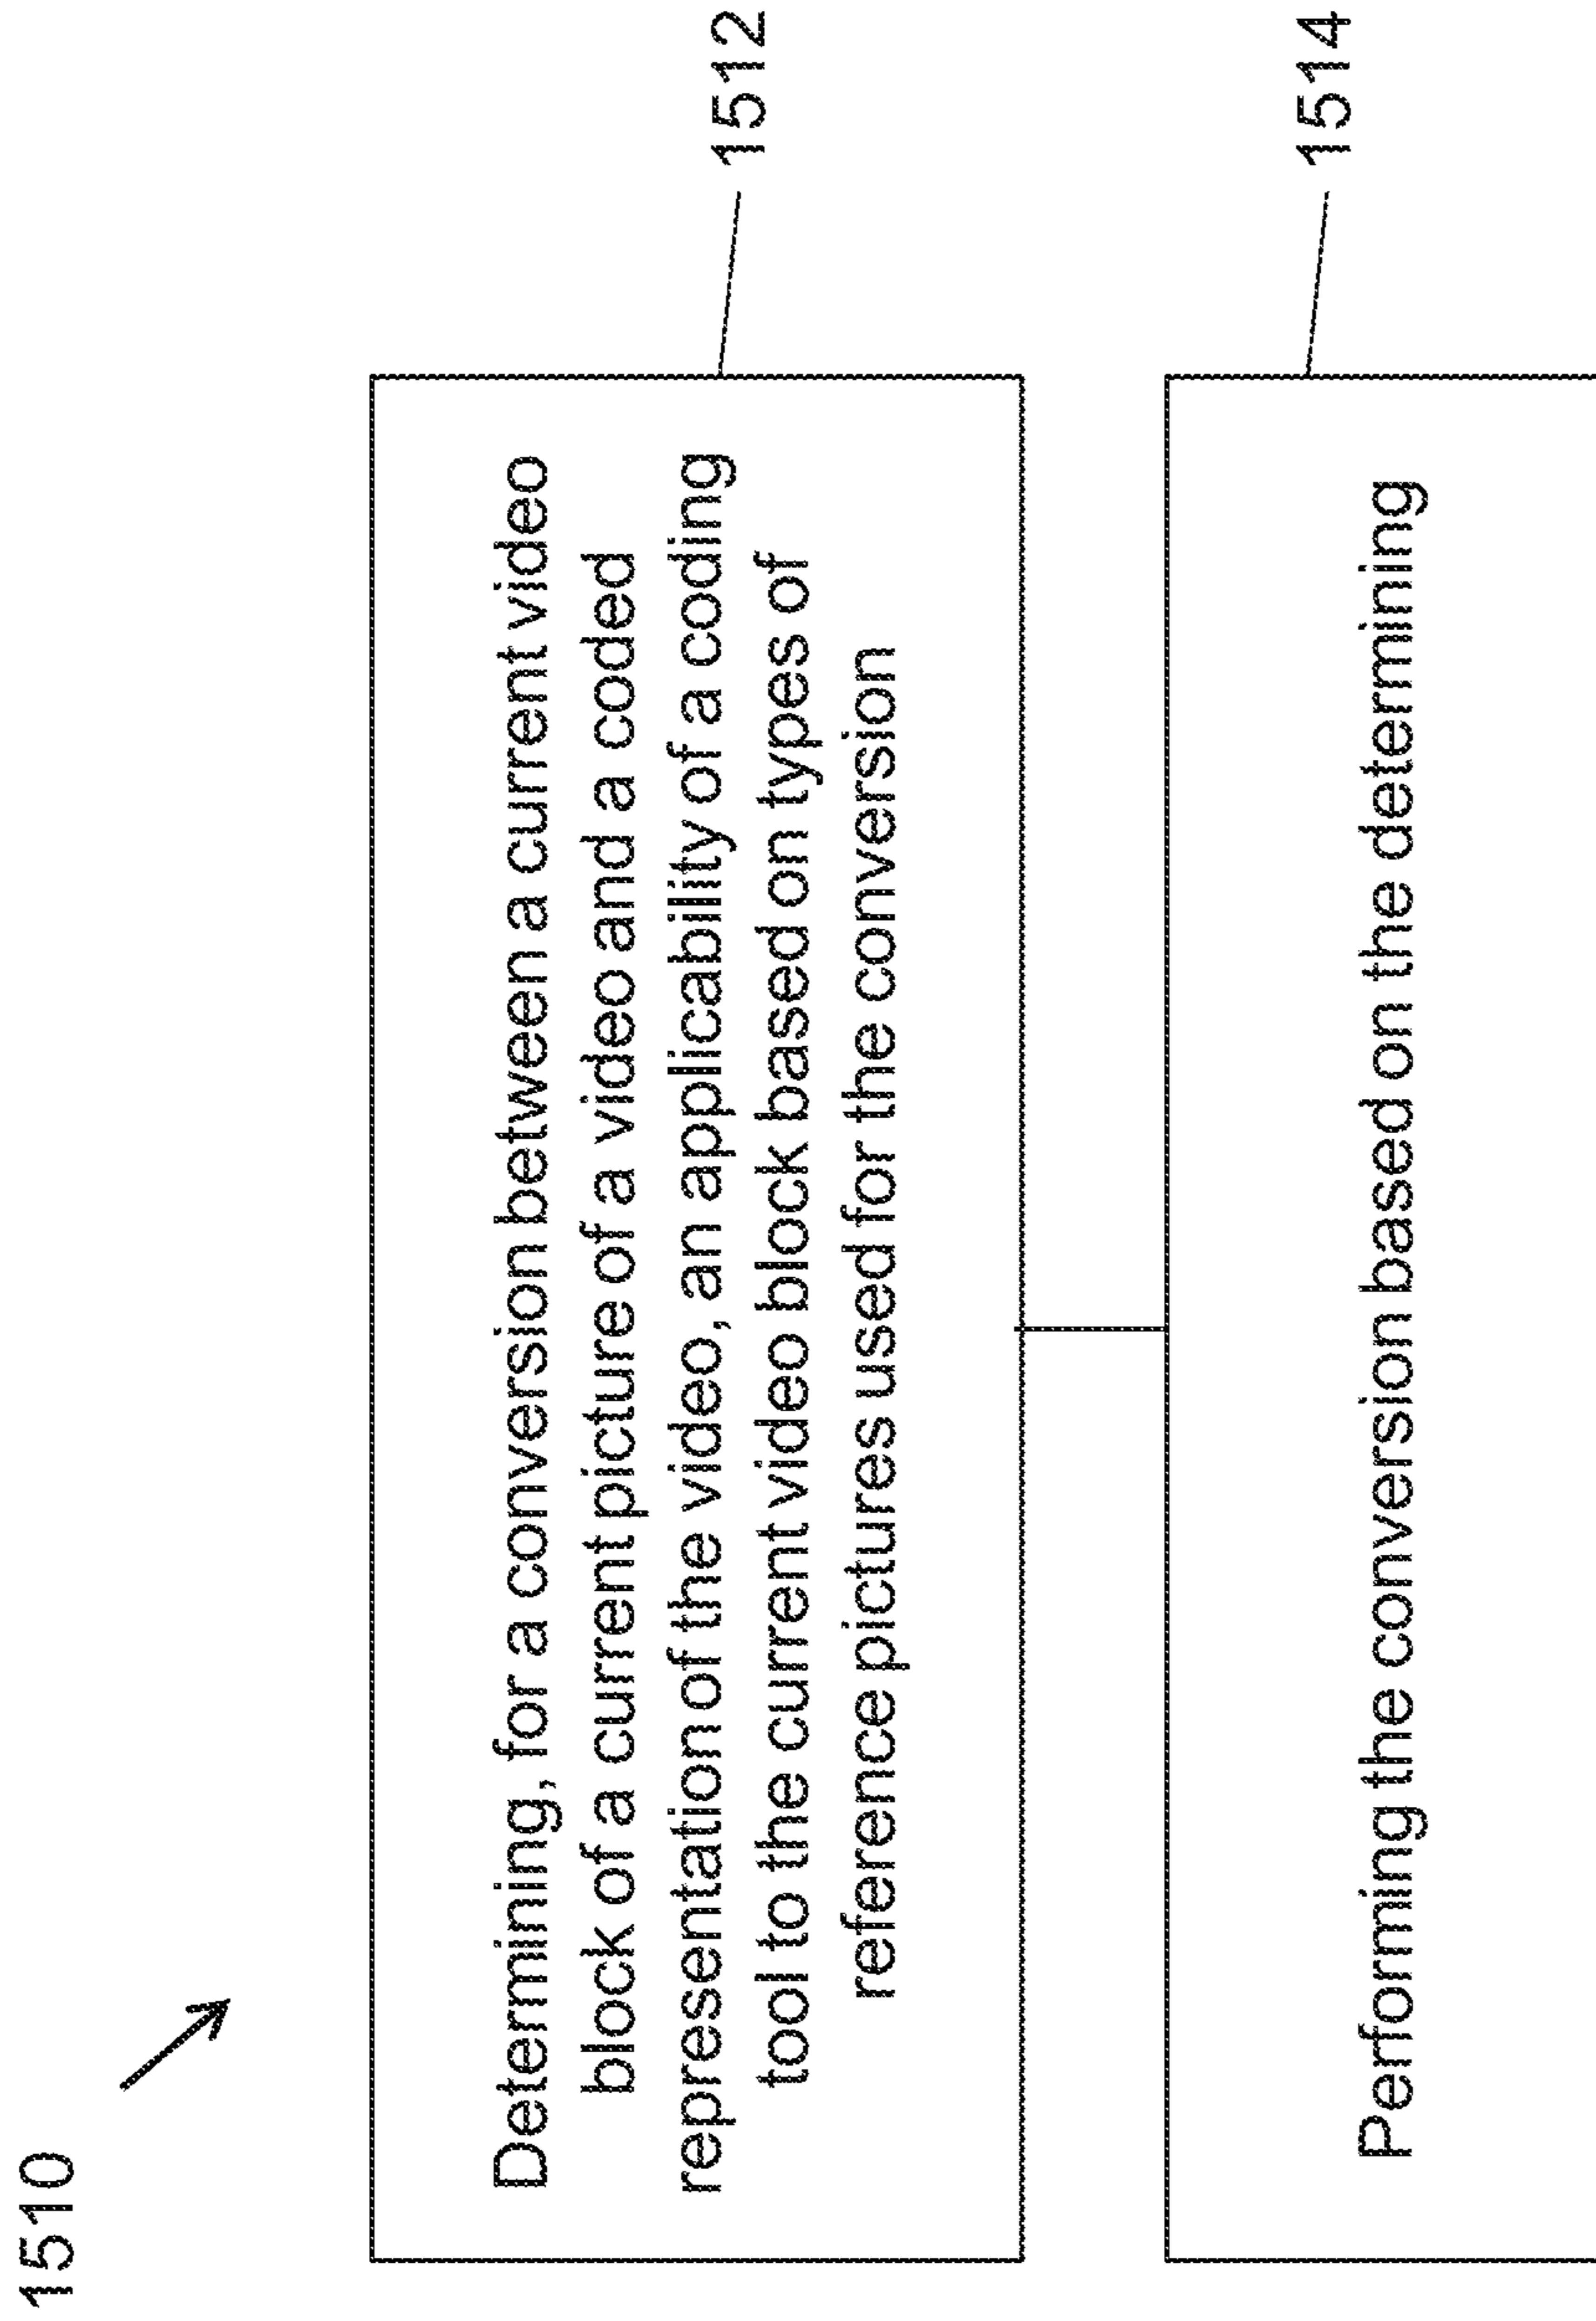 1510
Determining, for a conversion between a current video
block of a current picture of a video and a coded
representation of the video, an applicability of a coding
tool to the current video block based on types of
reference pictures used for the conversion
1512
Performing the conversion based on the determining
1514